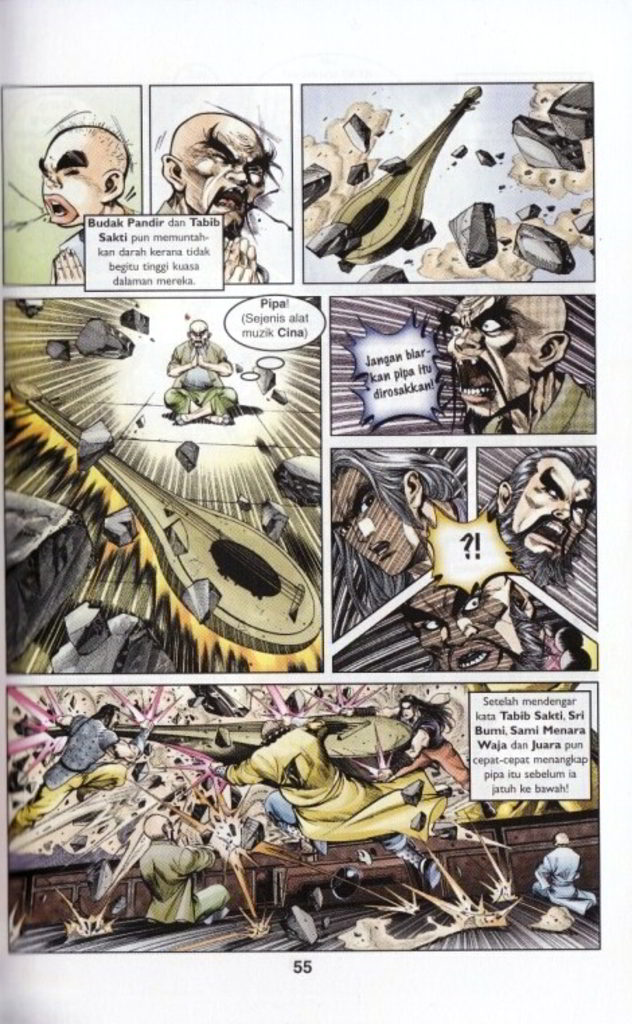 Budak Pandir dan Tabib
Sakti pun memuntah-
kan darah kerana tidak
begitu tinggi kuasa
dalaman mereka.
Pipa!
(Sejenis alat
muzik Cina)
Jangan biar-
kan pipa itu
dirosakkan!
?!
Setelah mendengar
kata Tabib Sakti, Sri
Bumi, Sami Menara
Waja dan Juara pun
cepat-cepat menangkap
pipa itu sebelum ia
jatuh ke bawah!
55